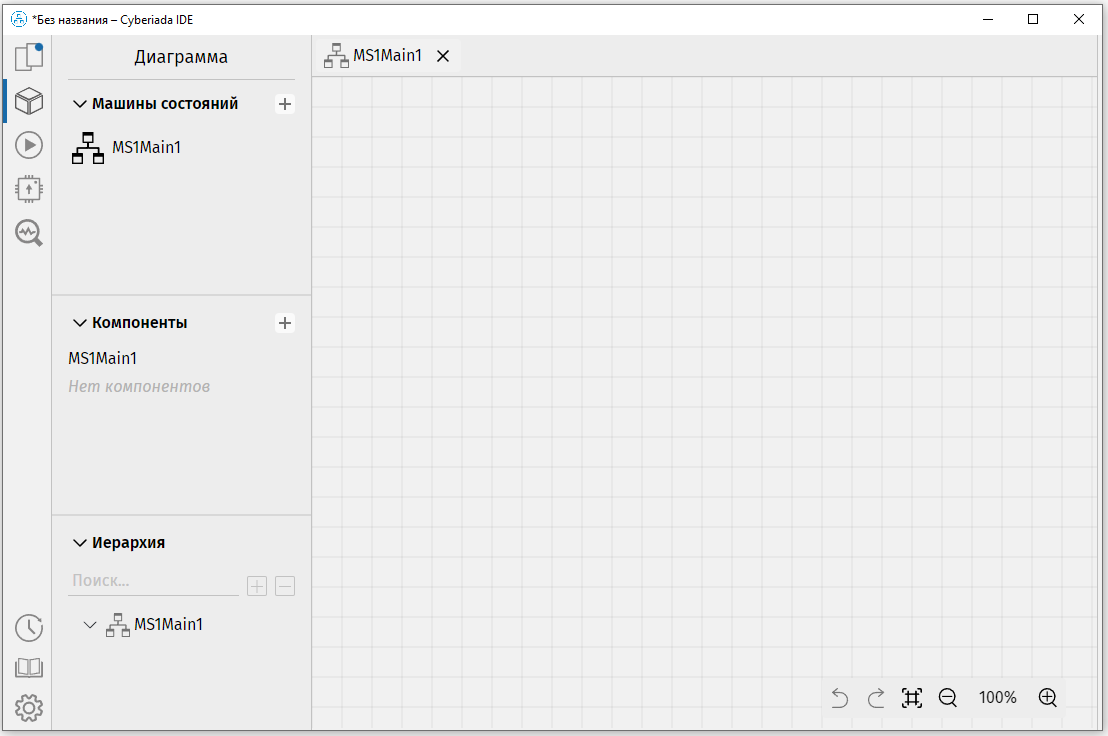 *Без названия – Cyberiada IDE
Диаграмма
Машины состояний
MS1Main1
Компоненты
MS1Main1
Нет компонентов
Иерархия
Поиск...
MS1Main1
MS1Main1
100%